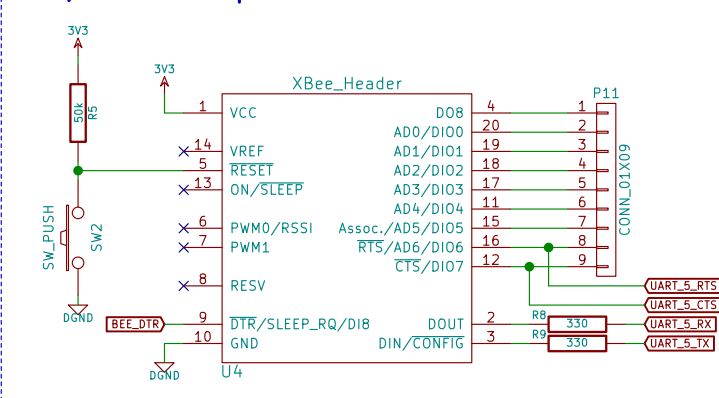 3V3
3V3
XBee_Header
P11
50k
R5
1 VCC DO8 4 1
AD0/DIO0 20 2
14 VREF AD1/DIO1 19 3
5 RESET AD2/DIO2 18 4
13 ON/SLEEP AD3/DIO3 17 5
AD4/DIO4 11 6
6 PWM0/RSSI Assoc./AD5/DIO5 15 7
7 PWM1 RTS/AD6/DIO6 16 8
CTS/DIO7 12 9
CONN_01X09
SW_PUSH
SW2
8 RESV
UART_5_RTS
UART_5_CTS
DGND
BEE_DTR 9 DTR/SLEEP_RQ/DI8 DOUT 2 R8 330 UART_5_RX
10 GND DIN/CONFIG 3 R9 330 UART_5_TX
DGND
U4